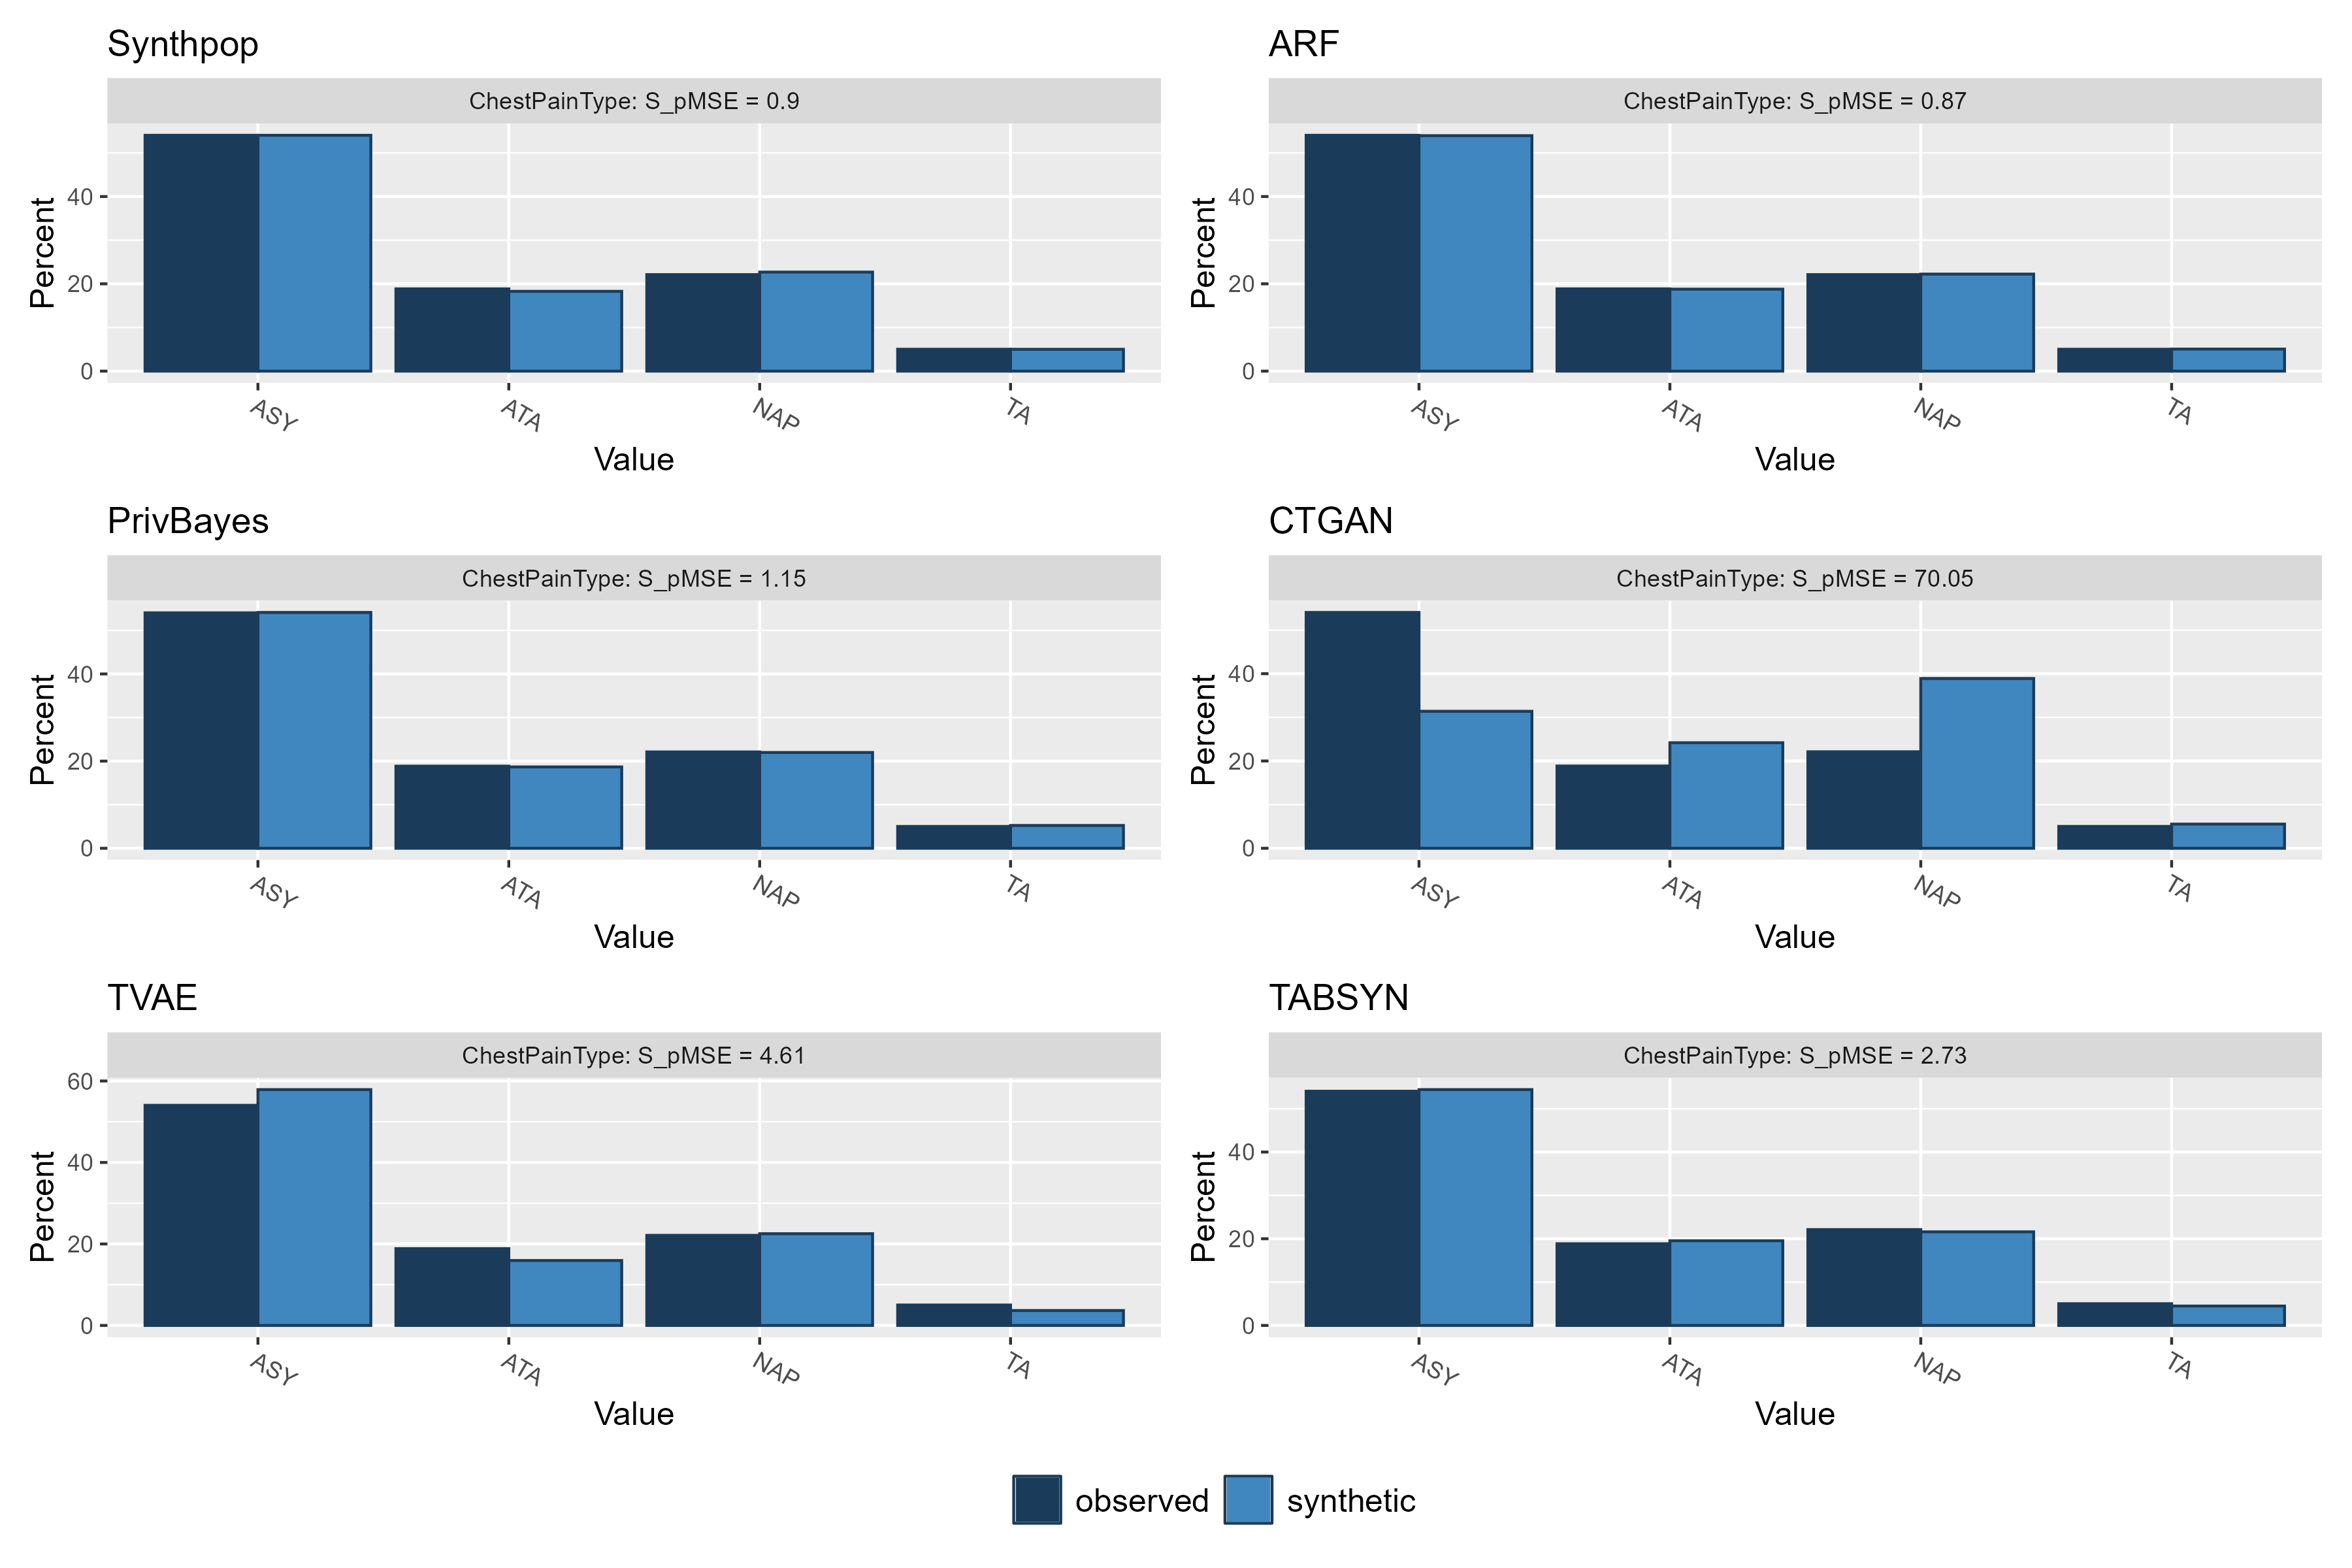 Synthpop
ChestPainType: S_pMSE = 0.9
Percent
40
20
0
ASY ATA NAP TA
Value
ARF
ChestPainType: S_pMSE = 0.87
Percent
40
20
0
ASY ATA NAP TA
Value
PrivBayes
ChestPainType: S_pMSE = 1.15
Percent
40
20
0
ASY ATA NAP TA
Value
CTGAN
ChestPainType: S_pMSE = 70.05
Percent
40
20
0
ASY ATA NAP TA
Value
TVAE
ChestPainType: S_pMSE = 4.61
Percent
60
40
20
0
ASY ATA NAP TA
Value
TABSYN
ChestPainType: S_pMSE = 2.73
Percent
40
20
0
ASY ATA NAP TA
Value
observed synthetic